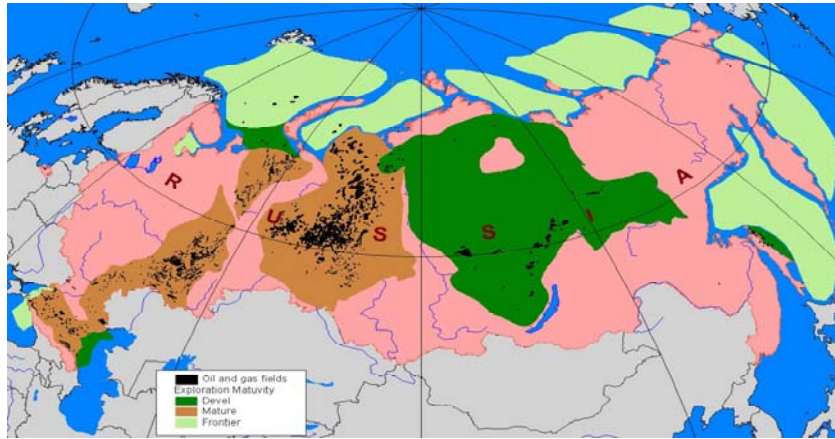 R U S S I A
Oil and gas fields
Exploration Matuvity
Devel
Mature
Frontier